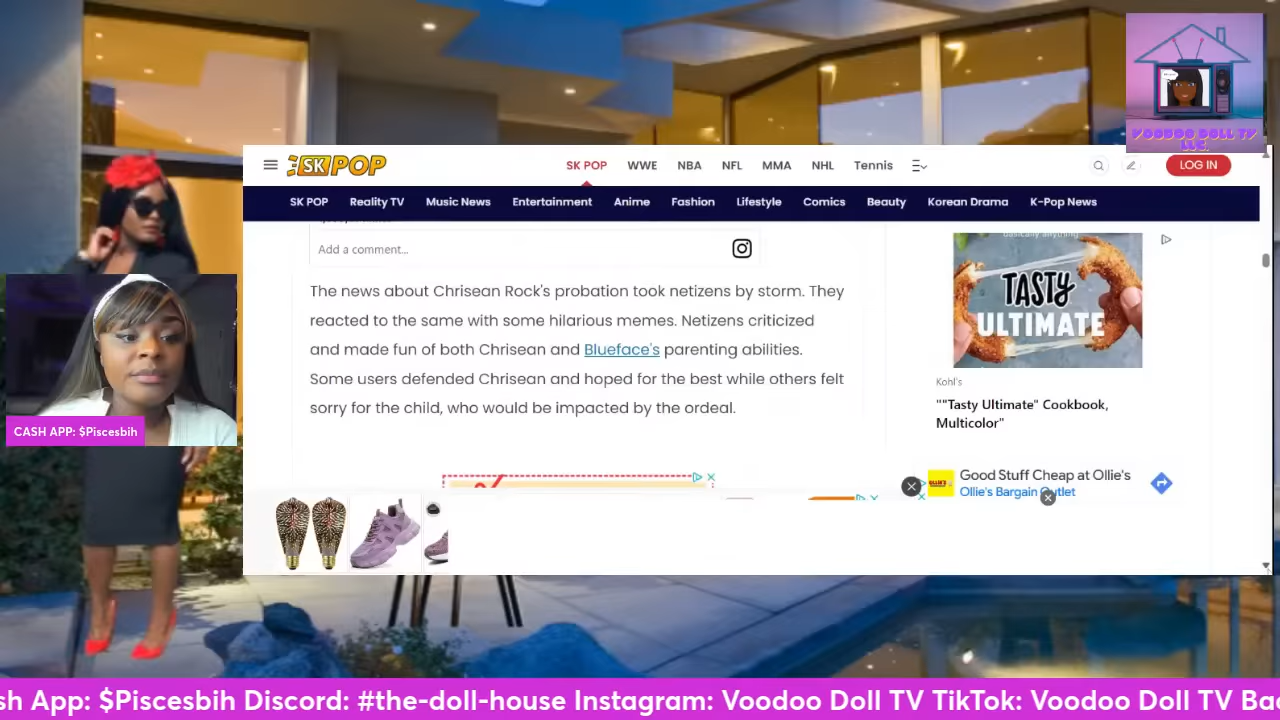 VOODOO DOLL TV
LLC.
SK POP
SK POP WWE NBA NFL MMA NHL Tennis
LOG IN
SK POP Reality TV Music News Entertainment Anime Fashion Lifestyle Comics Beauty Korean Drama K-Pop News
Add a comment...
The news about Chrisean Rock's probation took netizens by storm. They
reacted to the same with some hilarious memes. Netizens criticized
and made fun of both Chrisean and Blueface's parenting abilities.
Some users defended Chrisean and hoped for the best while others felt
sorry for the child, who would be impacted by the ordeal.
basically anything
TASTY
ULTIMATE
Kohl's
""Tasty Ultimate" Cookbook,
Multicolor"
Good Stuff Cheap at Ollie's
Ollie's Bargain Outlet
CASH APP: $Piscesbih
sh App: $Piscesbih Discord: #the-doll-house Instagram: Voodoo Doll TV TikTok: Voodoo Doll TV Ba